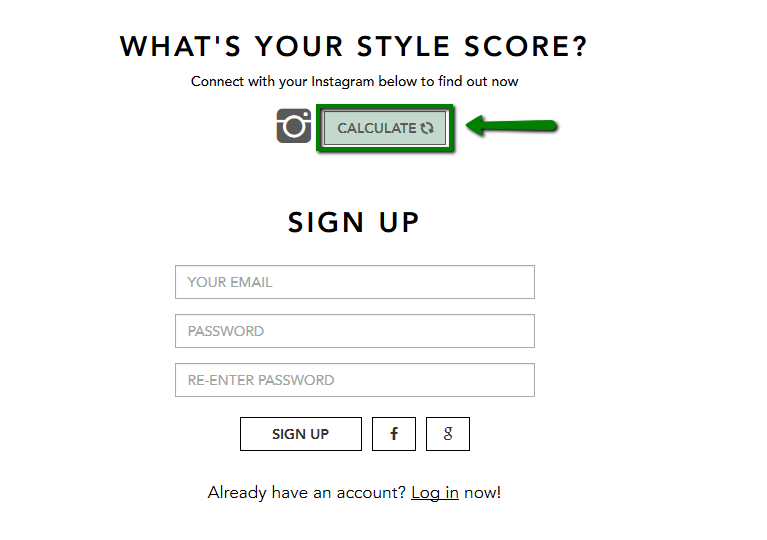 WHAT'S YOUR STYLE SCORE?
Connect with your Instagram below to find out now
CALCULATE
SIGN UP
YOUR EMAIL
PASSWORD
RE-ENTER PASSWORD
SIGN UP f g
Already have an account? Log in now!